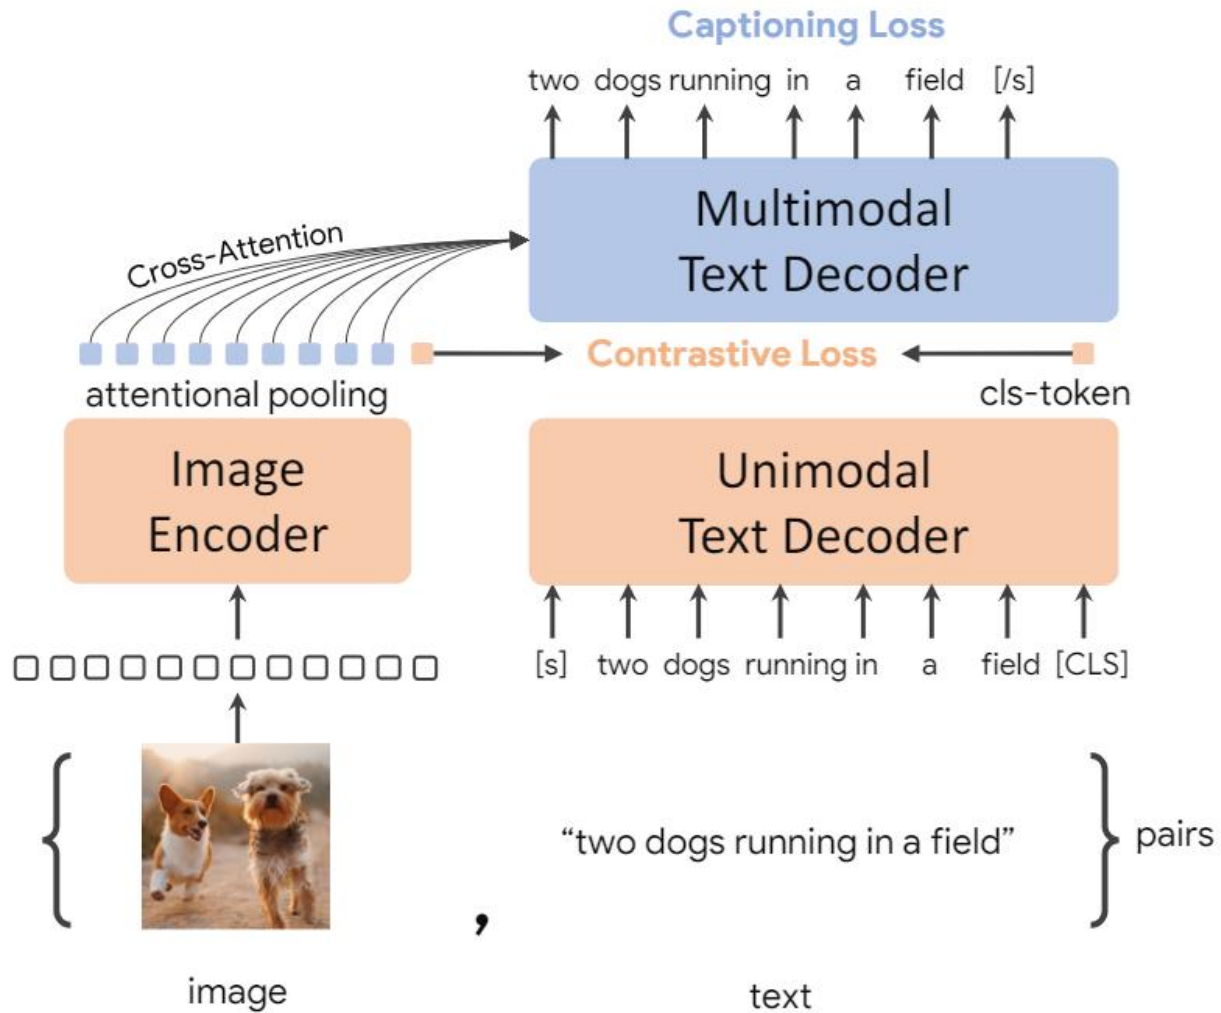 Captioning Loss
two dogs running in a field [/s]
Multimodal
Text Decoder
Cross-Attention
Contrastive Loss
attentional pooling
cls-token
Image
Encoder
Unimodal
Text Decoder
[s] two dogs running in a field [CLS]
“two dogs running in a field”
pairs
,
image
text